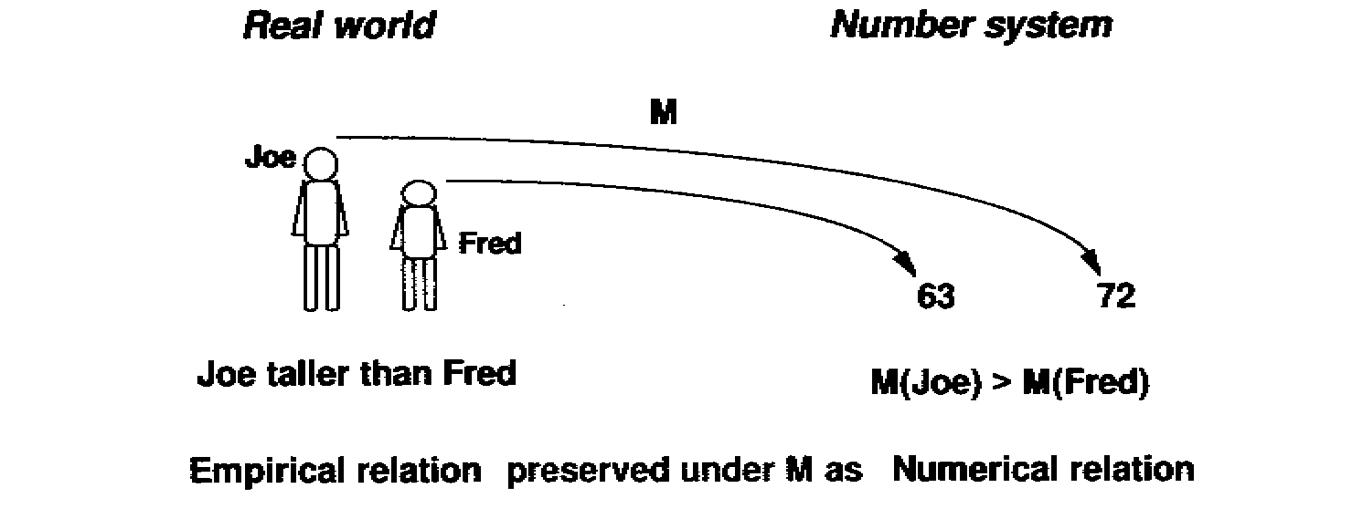 Real world
Number system
M
Joe
Fred
63
72
Joe taller than Fred
M(Joe) > M(Fred)
Empirical relation preserved under M as Numerical relation